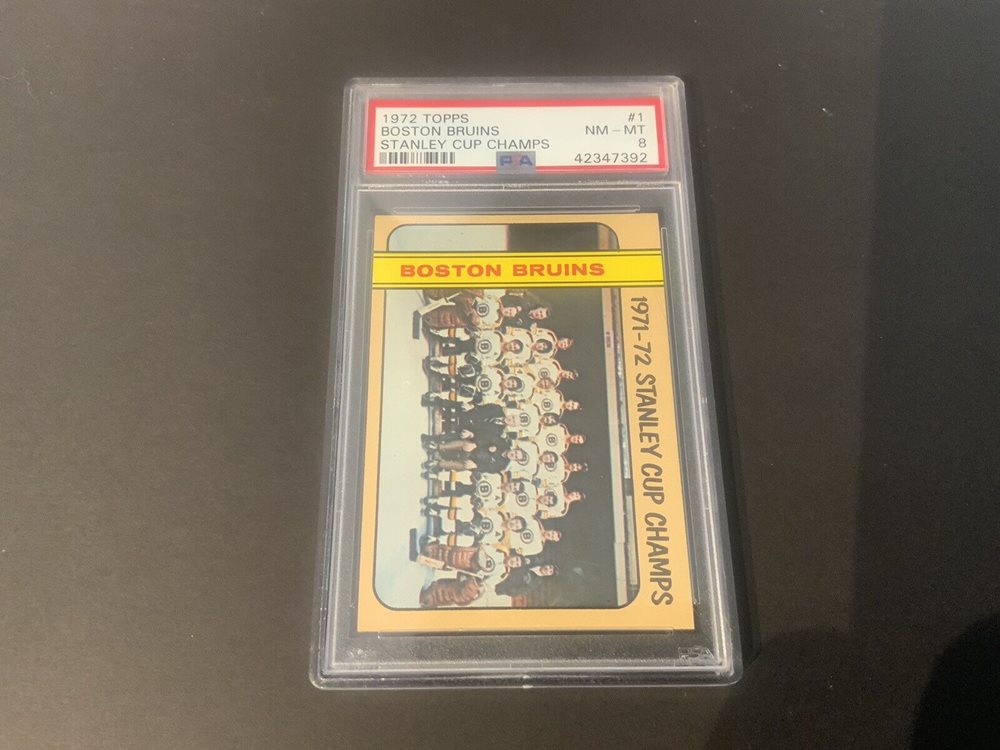 1972 TOPPS #1
BOSTON BRUINS NM - MT
STANLEY CUP CHAMPS 8
PSA 42347392
BOSTON BRUINS
1971-72 STANLEY CUP CHAMPS
PSA